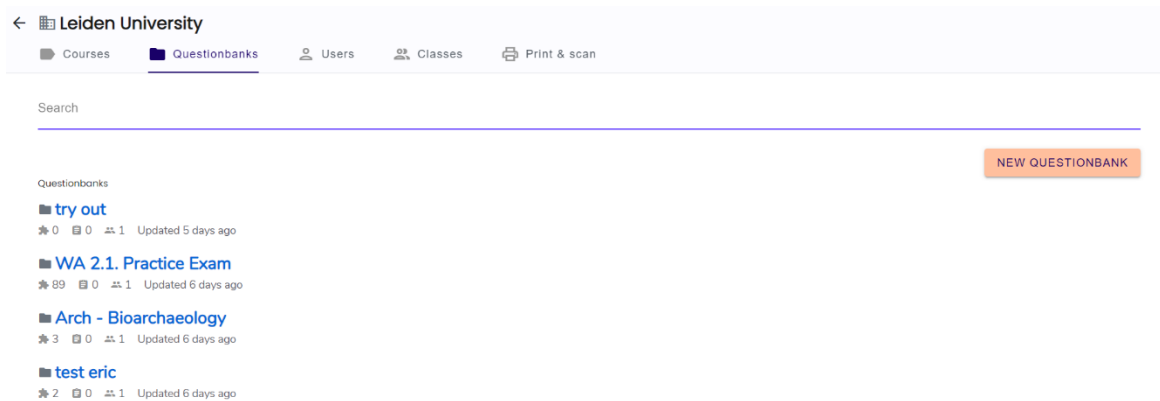 Leiden University
Courses Questionbanks Users Classes Print & scan
Search
NEW QUESTIONBANK
Questionbanks
try out
0 0 1 Updated 5 days ago
WA 2.1. Practice Exam
89 0 1 Updated 6 days ago
Arch - Bioarchaeology
3 0 1 Updated 6 days ago
test eric
2 0 1 Updated 6 days ago